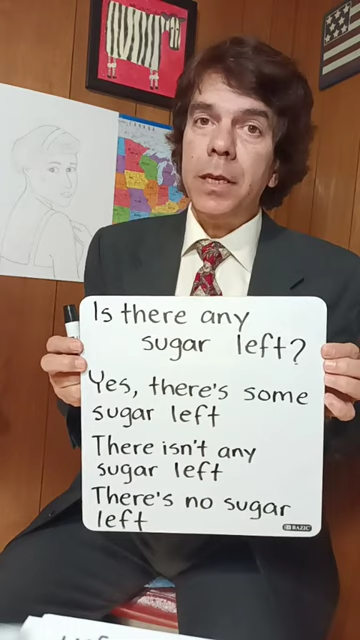 Is there any
sugar left?
Yes, there's some
sugar left
There isn't any
sugar left
There's no sugar
left
BAZIC